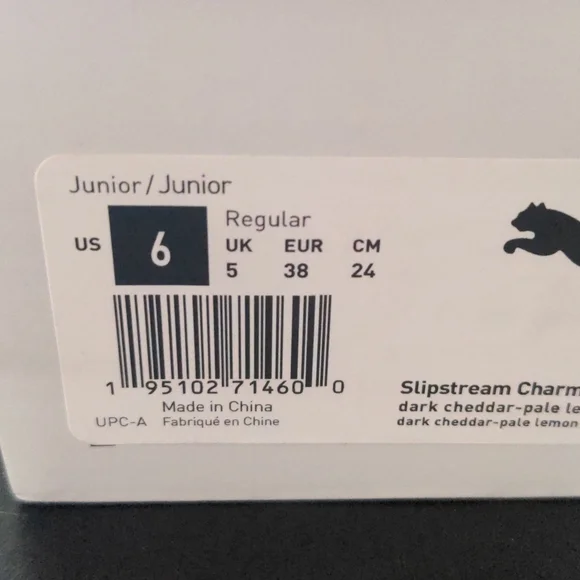 Junior / Junior
Regular
US 6 UK EUR CM
5 38 24
1 95102 71460 0
Made in China
UPC-A Fabriqué en Chine
Slipstream Charm
dark cheddar-pale le
dark cheddar-pale lemon